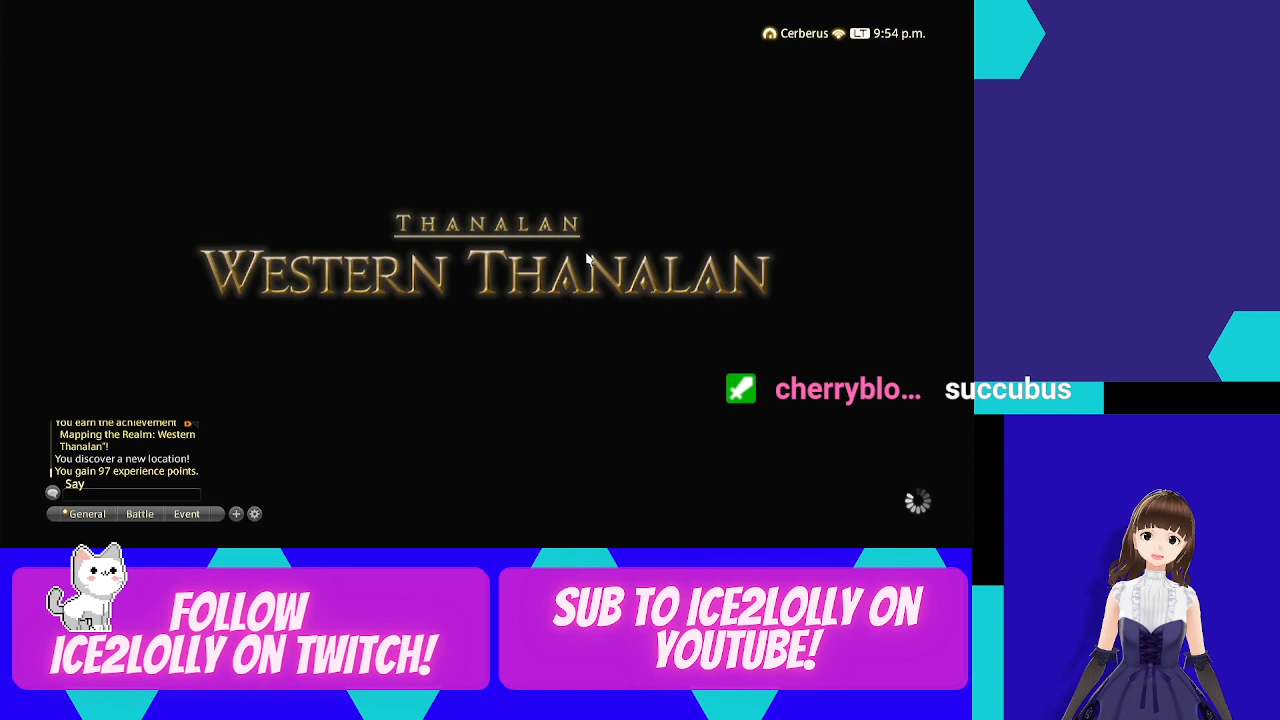 Cerberus LT 9:54 p.m.
THANALAN
WESTERN THANALAN
cherryblo... succubus
You earn the achievement
Mapping the Realm: Western
Thanalan"!
You discover a new location!
You gain 97 experience points.
Say
General Battle Event
FOLLOW
ICE2LOLLY ON TWITCH!
SUB TO ICE2LOLLY ON
YOUTUBE!